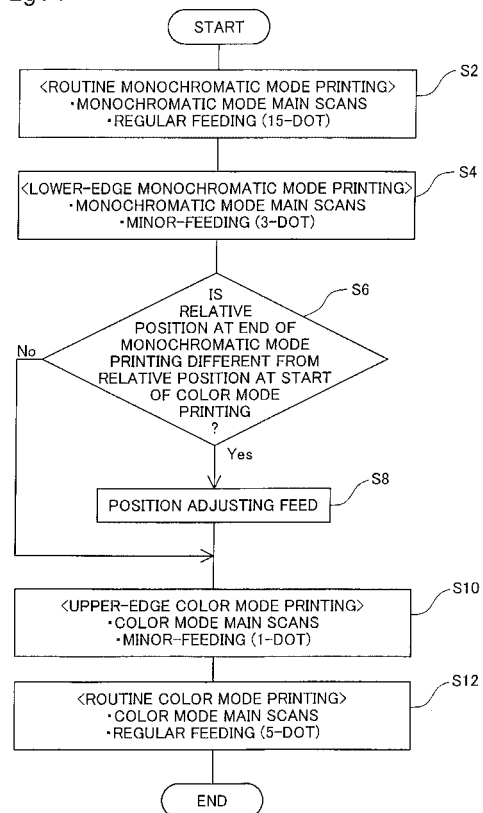 START
S2
<ROUTINE MONOCHROMATIC MODE PRINTING>
・MONOCHROMATIC MODE MAIN SCANS
・REGULAR FEEDING (15-DOT)
S4
<LOWER-EDGE MONOCHROMATIC MODE PRINTING>
・MONOCHROMATIC MODE MAIN SCANS
・MINOR-FEEDING (3-DOT)
S6
IS
RELATIVE
POSITION AT END OF
MONOCHROMATIC MODE
PRINTING DIFFERENT FROM
RELATIVE POSITION AT START
OF COLOR MODE
PRINTING
?
No
Yes
S8
POSITION ADJUSTING FEED
S10
<UPPER-EDGE COLOR MODE PRINTING>
・COLOR MODE MAIN SCANS
・MINOR-FEEDING (1-DOT)
S12
<ROUTINE COLOR MODE PRINTING>
・COLOR MODE MAIN SCANS
・REGULAR FEEDING (5-DOT)
END